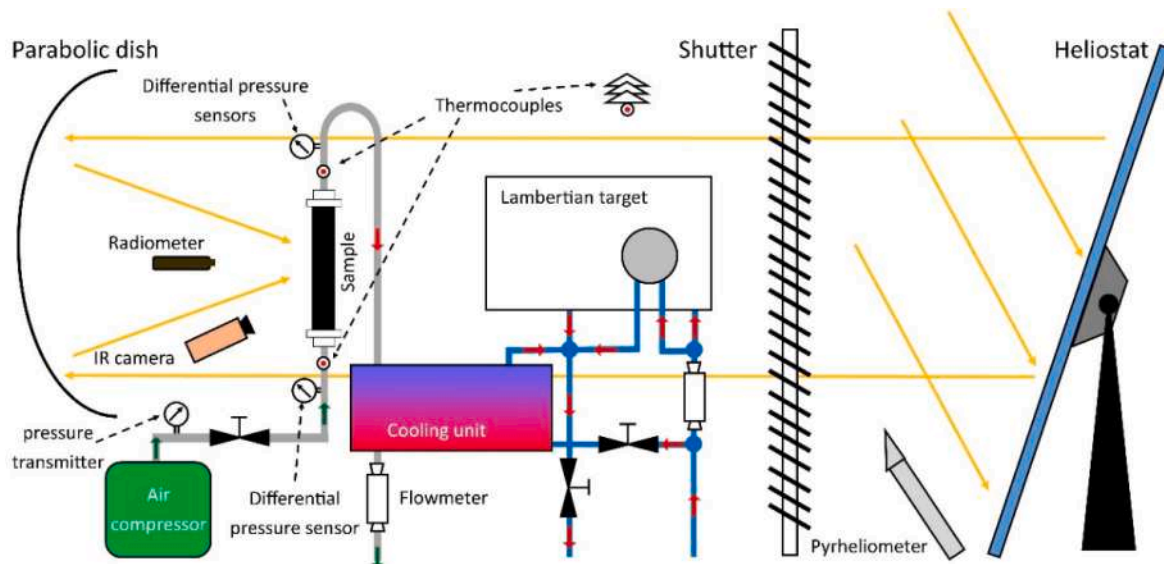 Parabolic dish
Shutter
Heliostat
Differential pressure
sensors
Thermocouples
Lambertian target
Radiometer
Sample
IR camera
Cooling unit
pressure
transmitter
Air
compressor
Differential
pressure sensor
Flowmeter
Pyrheliometer